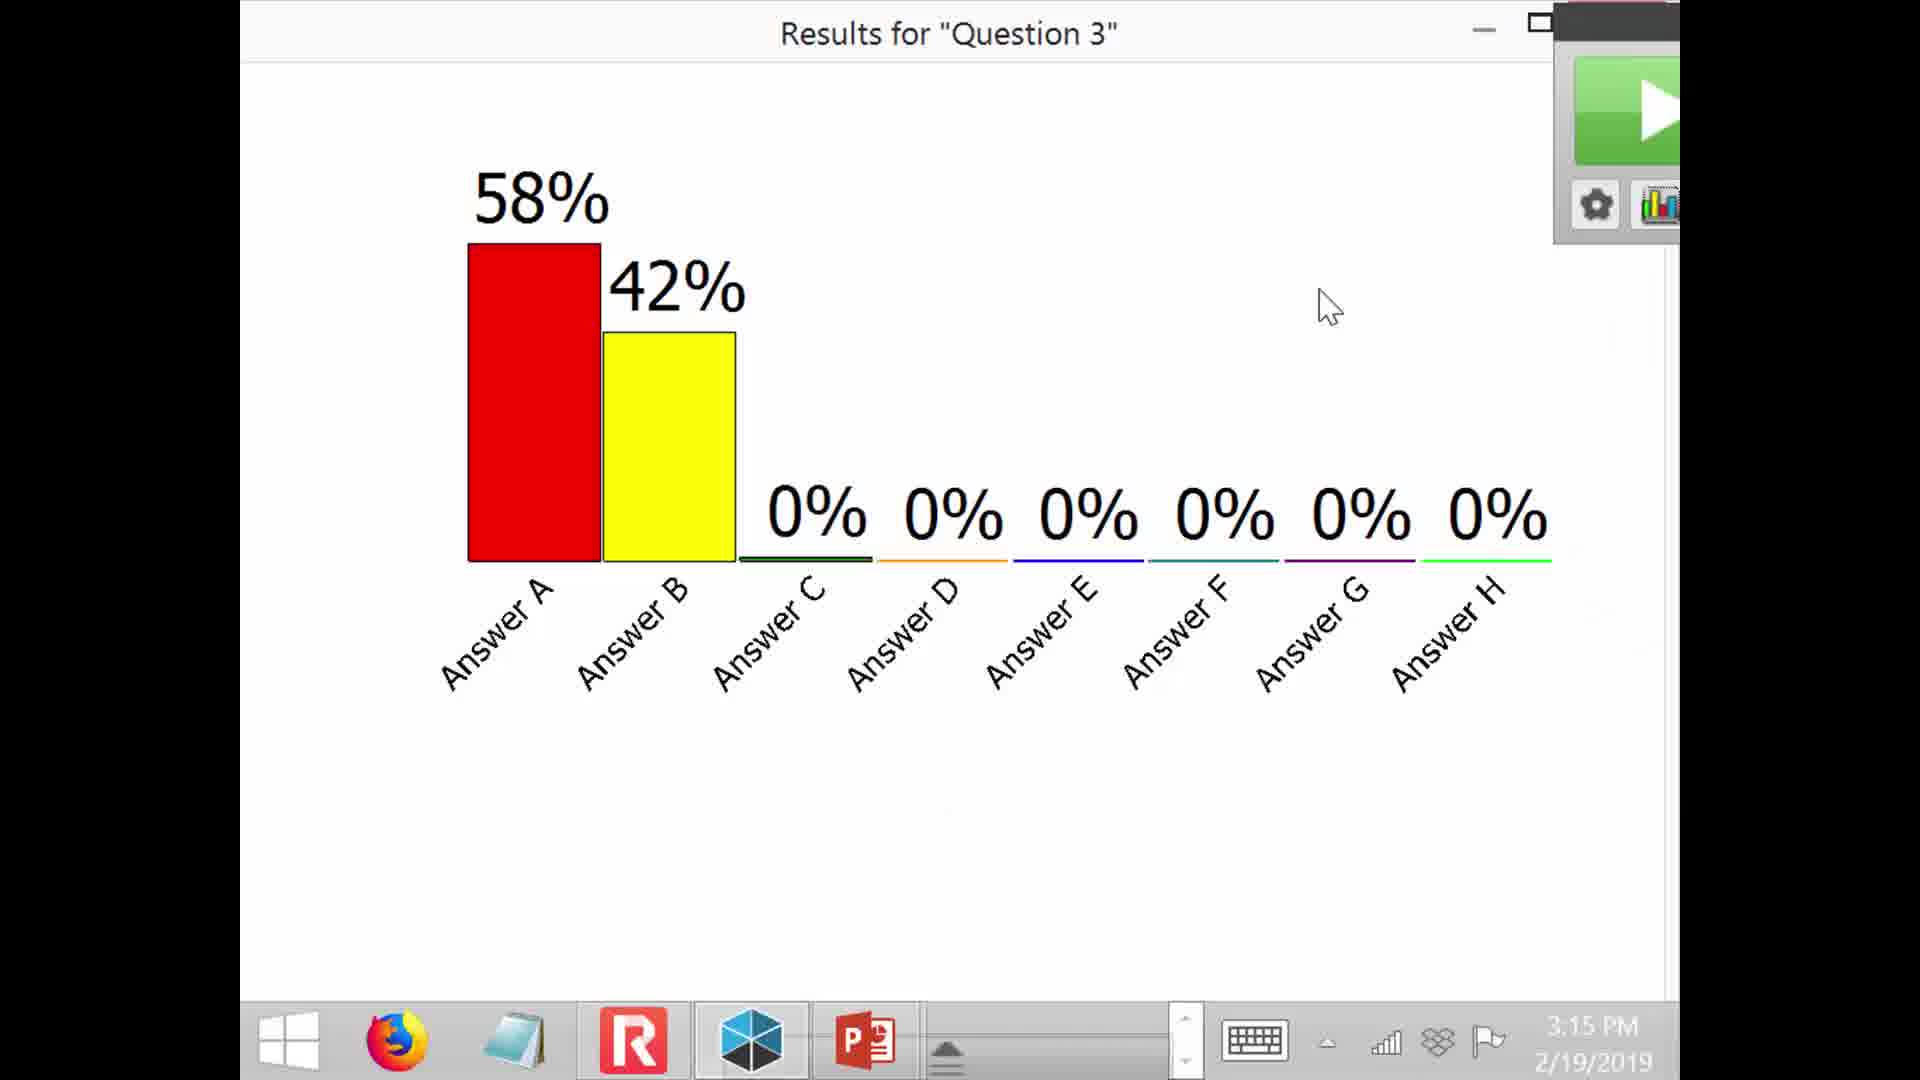 Results for "Question 3"
58%
42%
0% 0% 0% 0% 0% 0%
Answer A Answer B Answer C Answer D Answer E Answer F Answer G Answer H
R
P
3:15 PM
2/19/2019